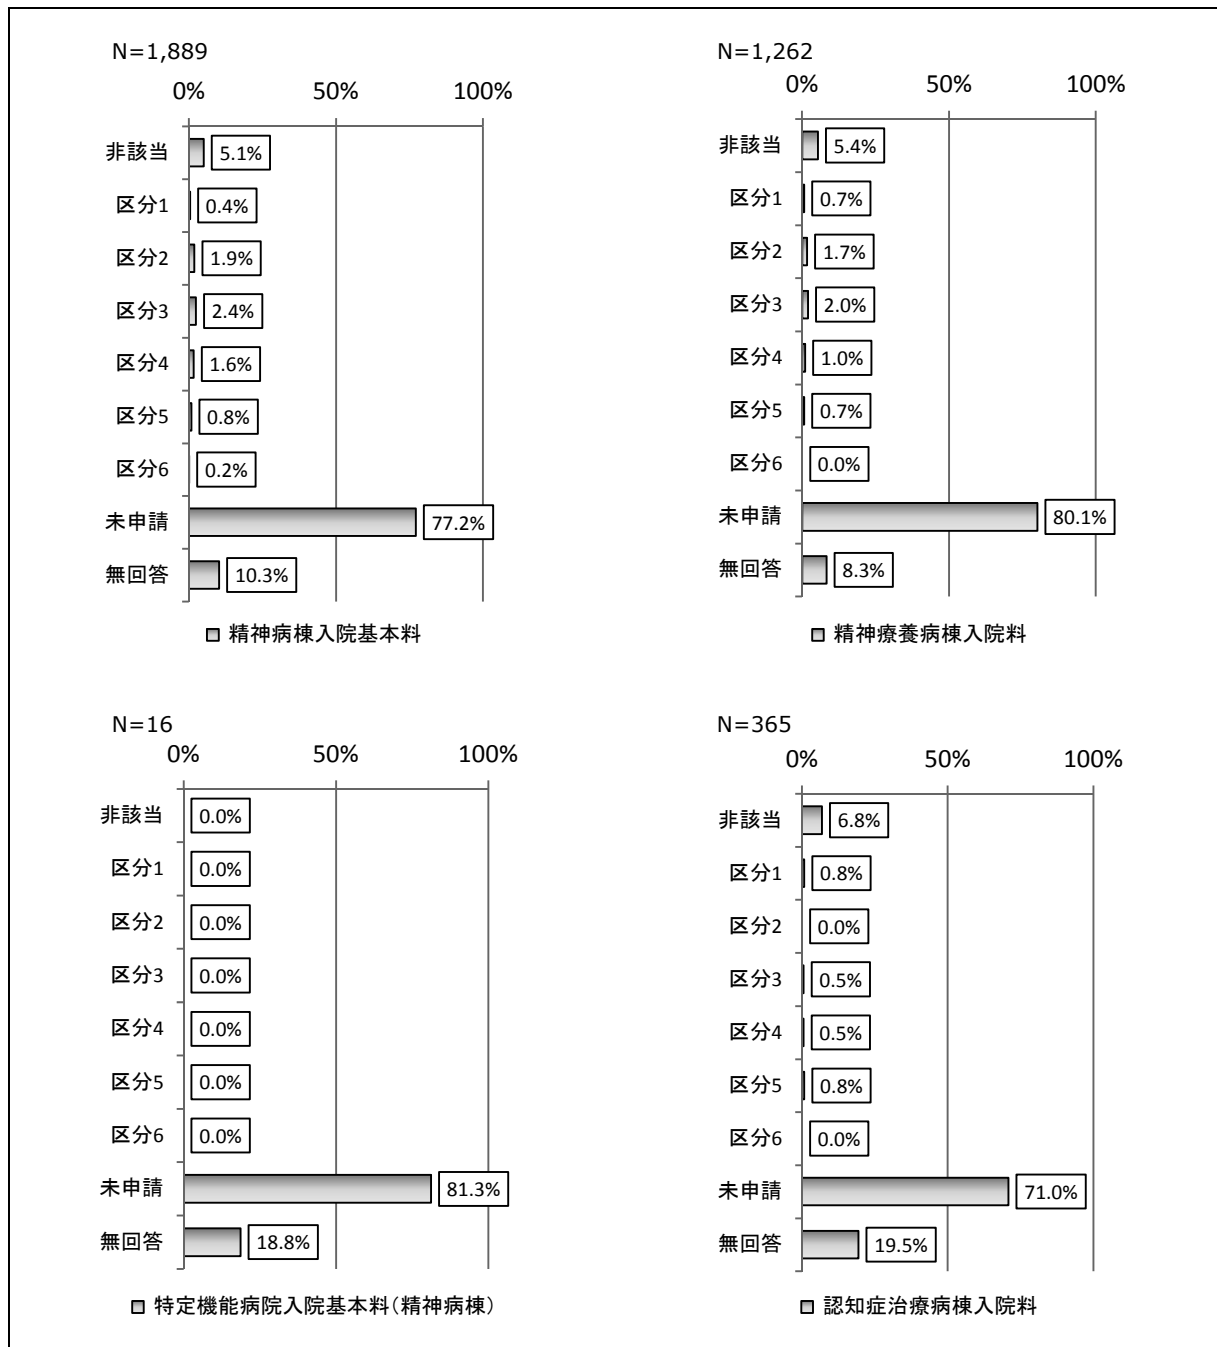 N=1,889
0% 50% 100%
非該当 5.1%
区分1 0.4%
区分2 1.9%
区分3 2.4%
区分4 1.6%
区分5 0.8%
区分6 0.2%
未申請 77.2%
無回答 10.3%
精神病棟入院基本料
N=1,262
0% 50% 100%
非該当 5.4%
区分1 0.7%
区分2 1.7%
区分3 2.0%
区分4 1.0%
区分5 0.7%
区分6 0.0%
未申請 80.1%
無回答 8.3%
精神療養病棟入院料
N=16
0% 50% 100%
非該当 0.0%
区分1 0.0%
区分2 0.0%
区分3 0.0%
区分4 0.0%
区分5 0.0%
区分6 0.0%
未申請 81.3%
無回答 18.8%
特定機能病院入院基本料(精神病棟)
N=365
0% 50% 100%
非該当 6.8%
区分1 0.8%
区分2 0.0%
区分3 0.5%
区分4 0.5%
区分5 0.8%
区分6 0.0%
未申請 71.0%
無回答 19.5%
認知症治療病棟入院料